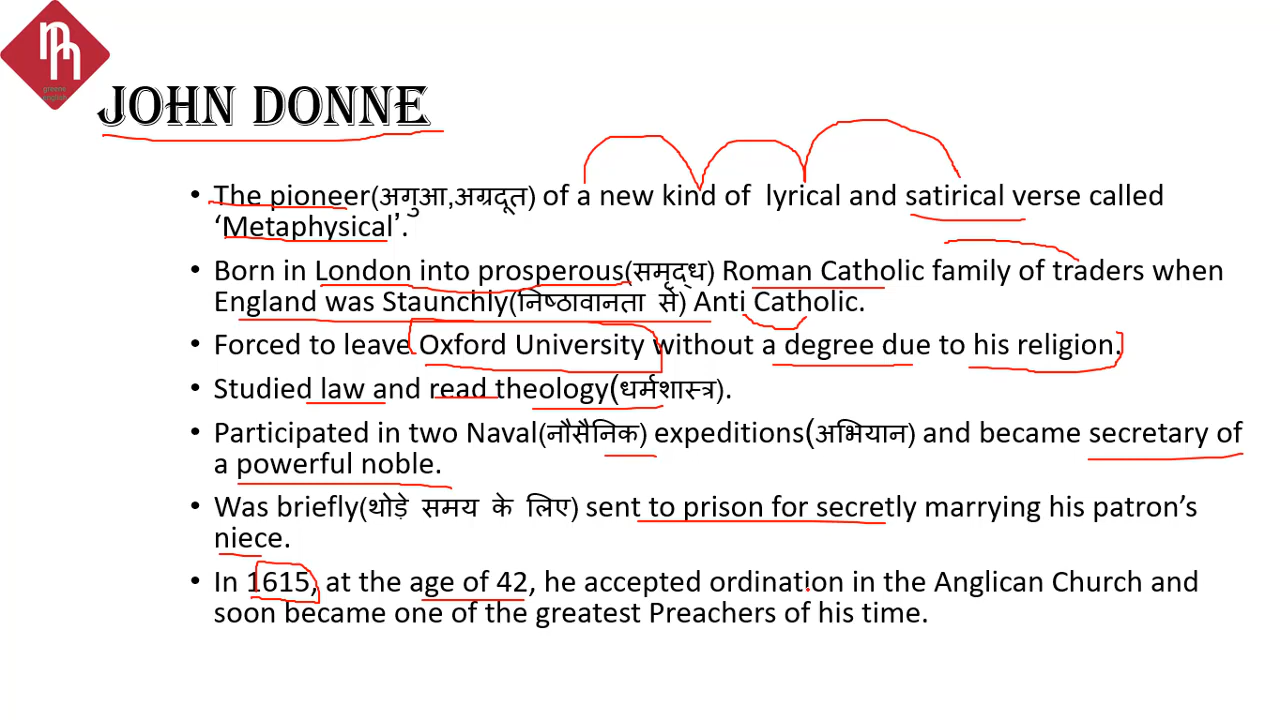 greene
english
JOHN DONNE
• The pioneer(अगुआ,अग्रदूत) of a new kind of lyrical and satirical verse called
‘Metaphysical’.
• Born in London into prosperous(समृद्ध) Roman Catholic family of traders when
England was Staunchly(निष्ठावानता से) Anti Catholic.
• Forced to leave Oxford University without a degree due to his religion.
• Studied law and read theology(धर्मशास्त्र).
• Participated in two Naval(नौसैनिक) expeditions(अभियान) and became secretary of
a powerful noble.
• Was briefly(थोड़े समय के लिए) sent to prison for secretly marrying his patron’s
niece.
• In 1615, at the age of 42, he accepted ordination in the Anglican Church and
soon became one of the greatest Preachers of his time.